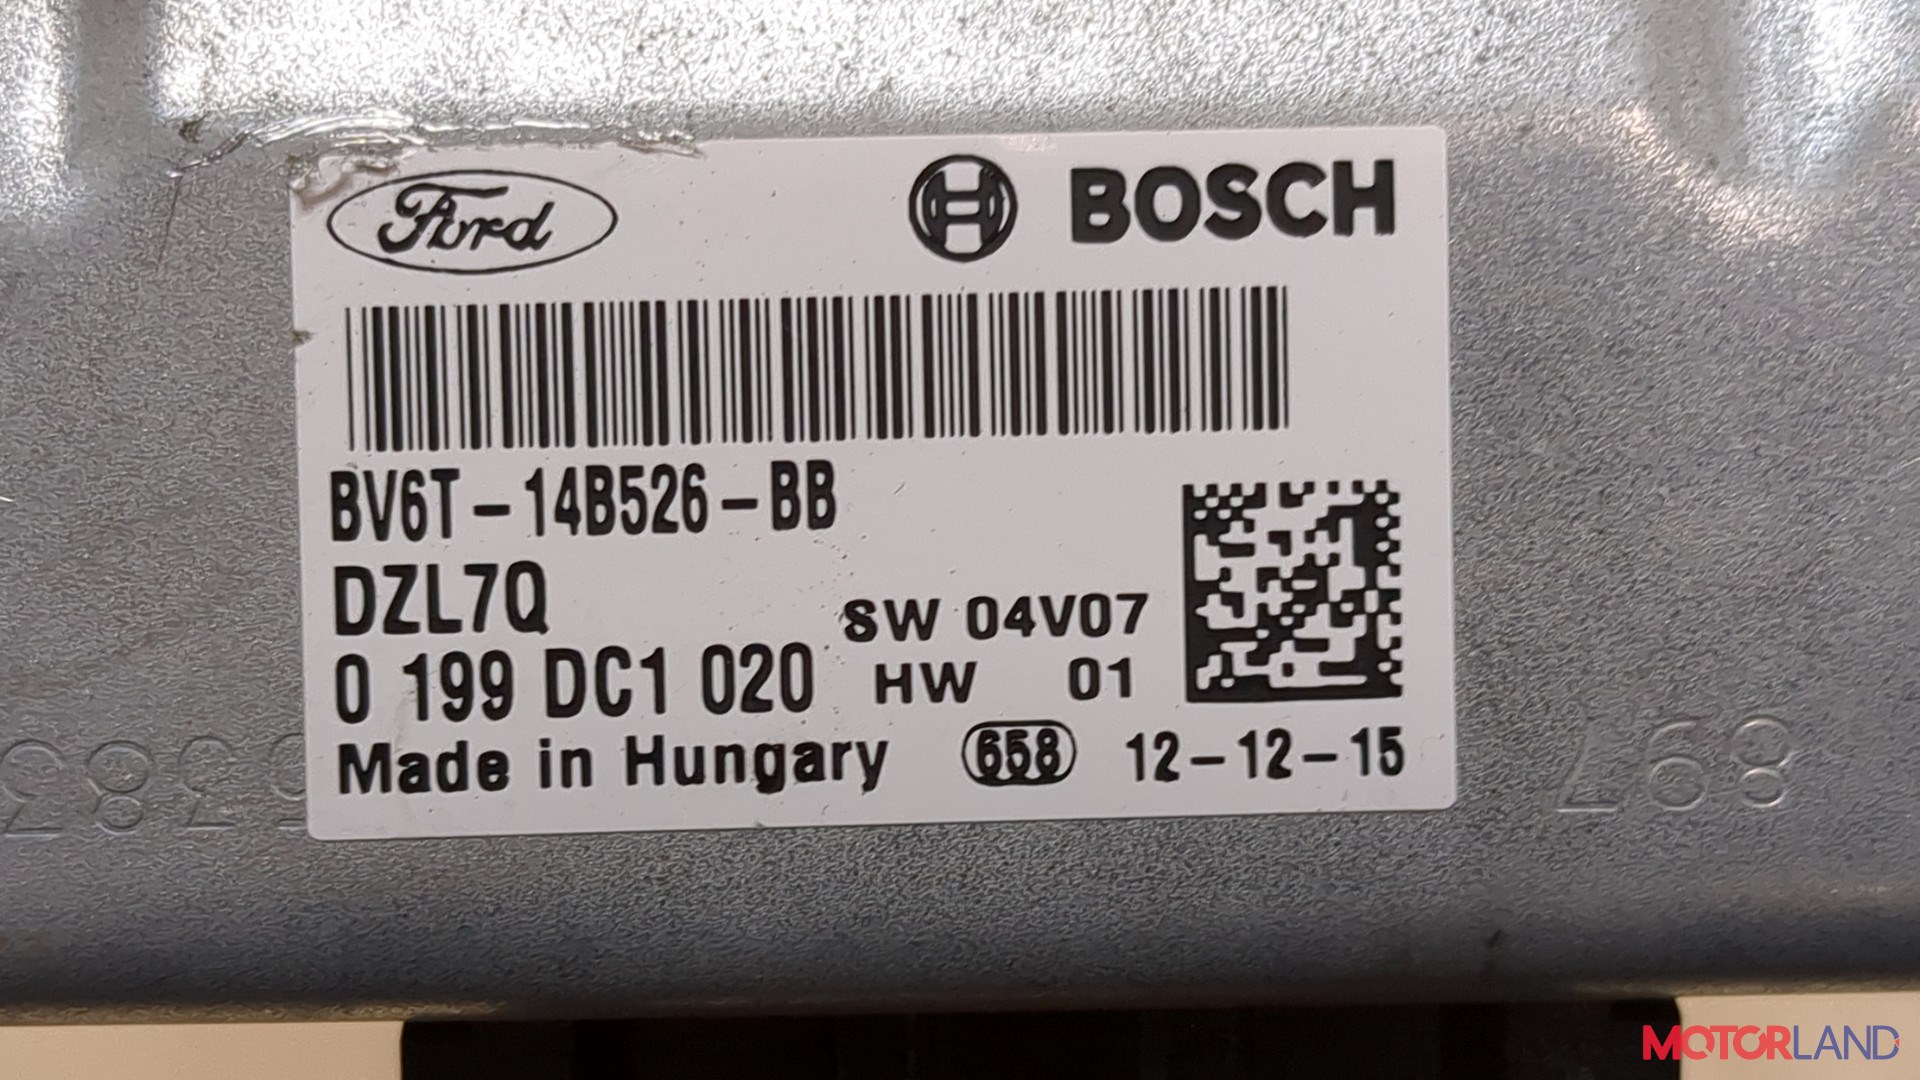 Ford
BOSCH
BV6T-14B526-BB
DZL7Q
SW 04V07
0 199 DC1 020
HW 01
Made in Hungary
658
12-12-15
897
MOTORLAND